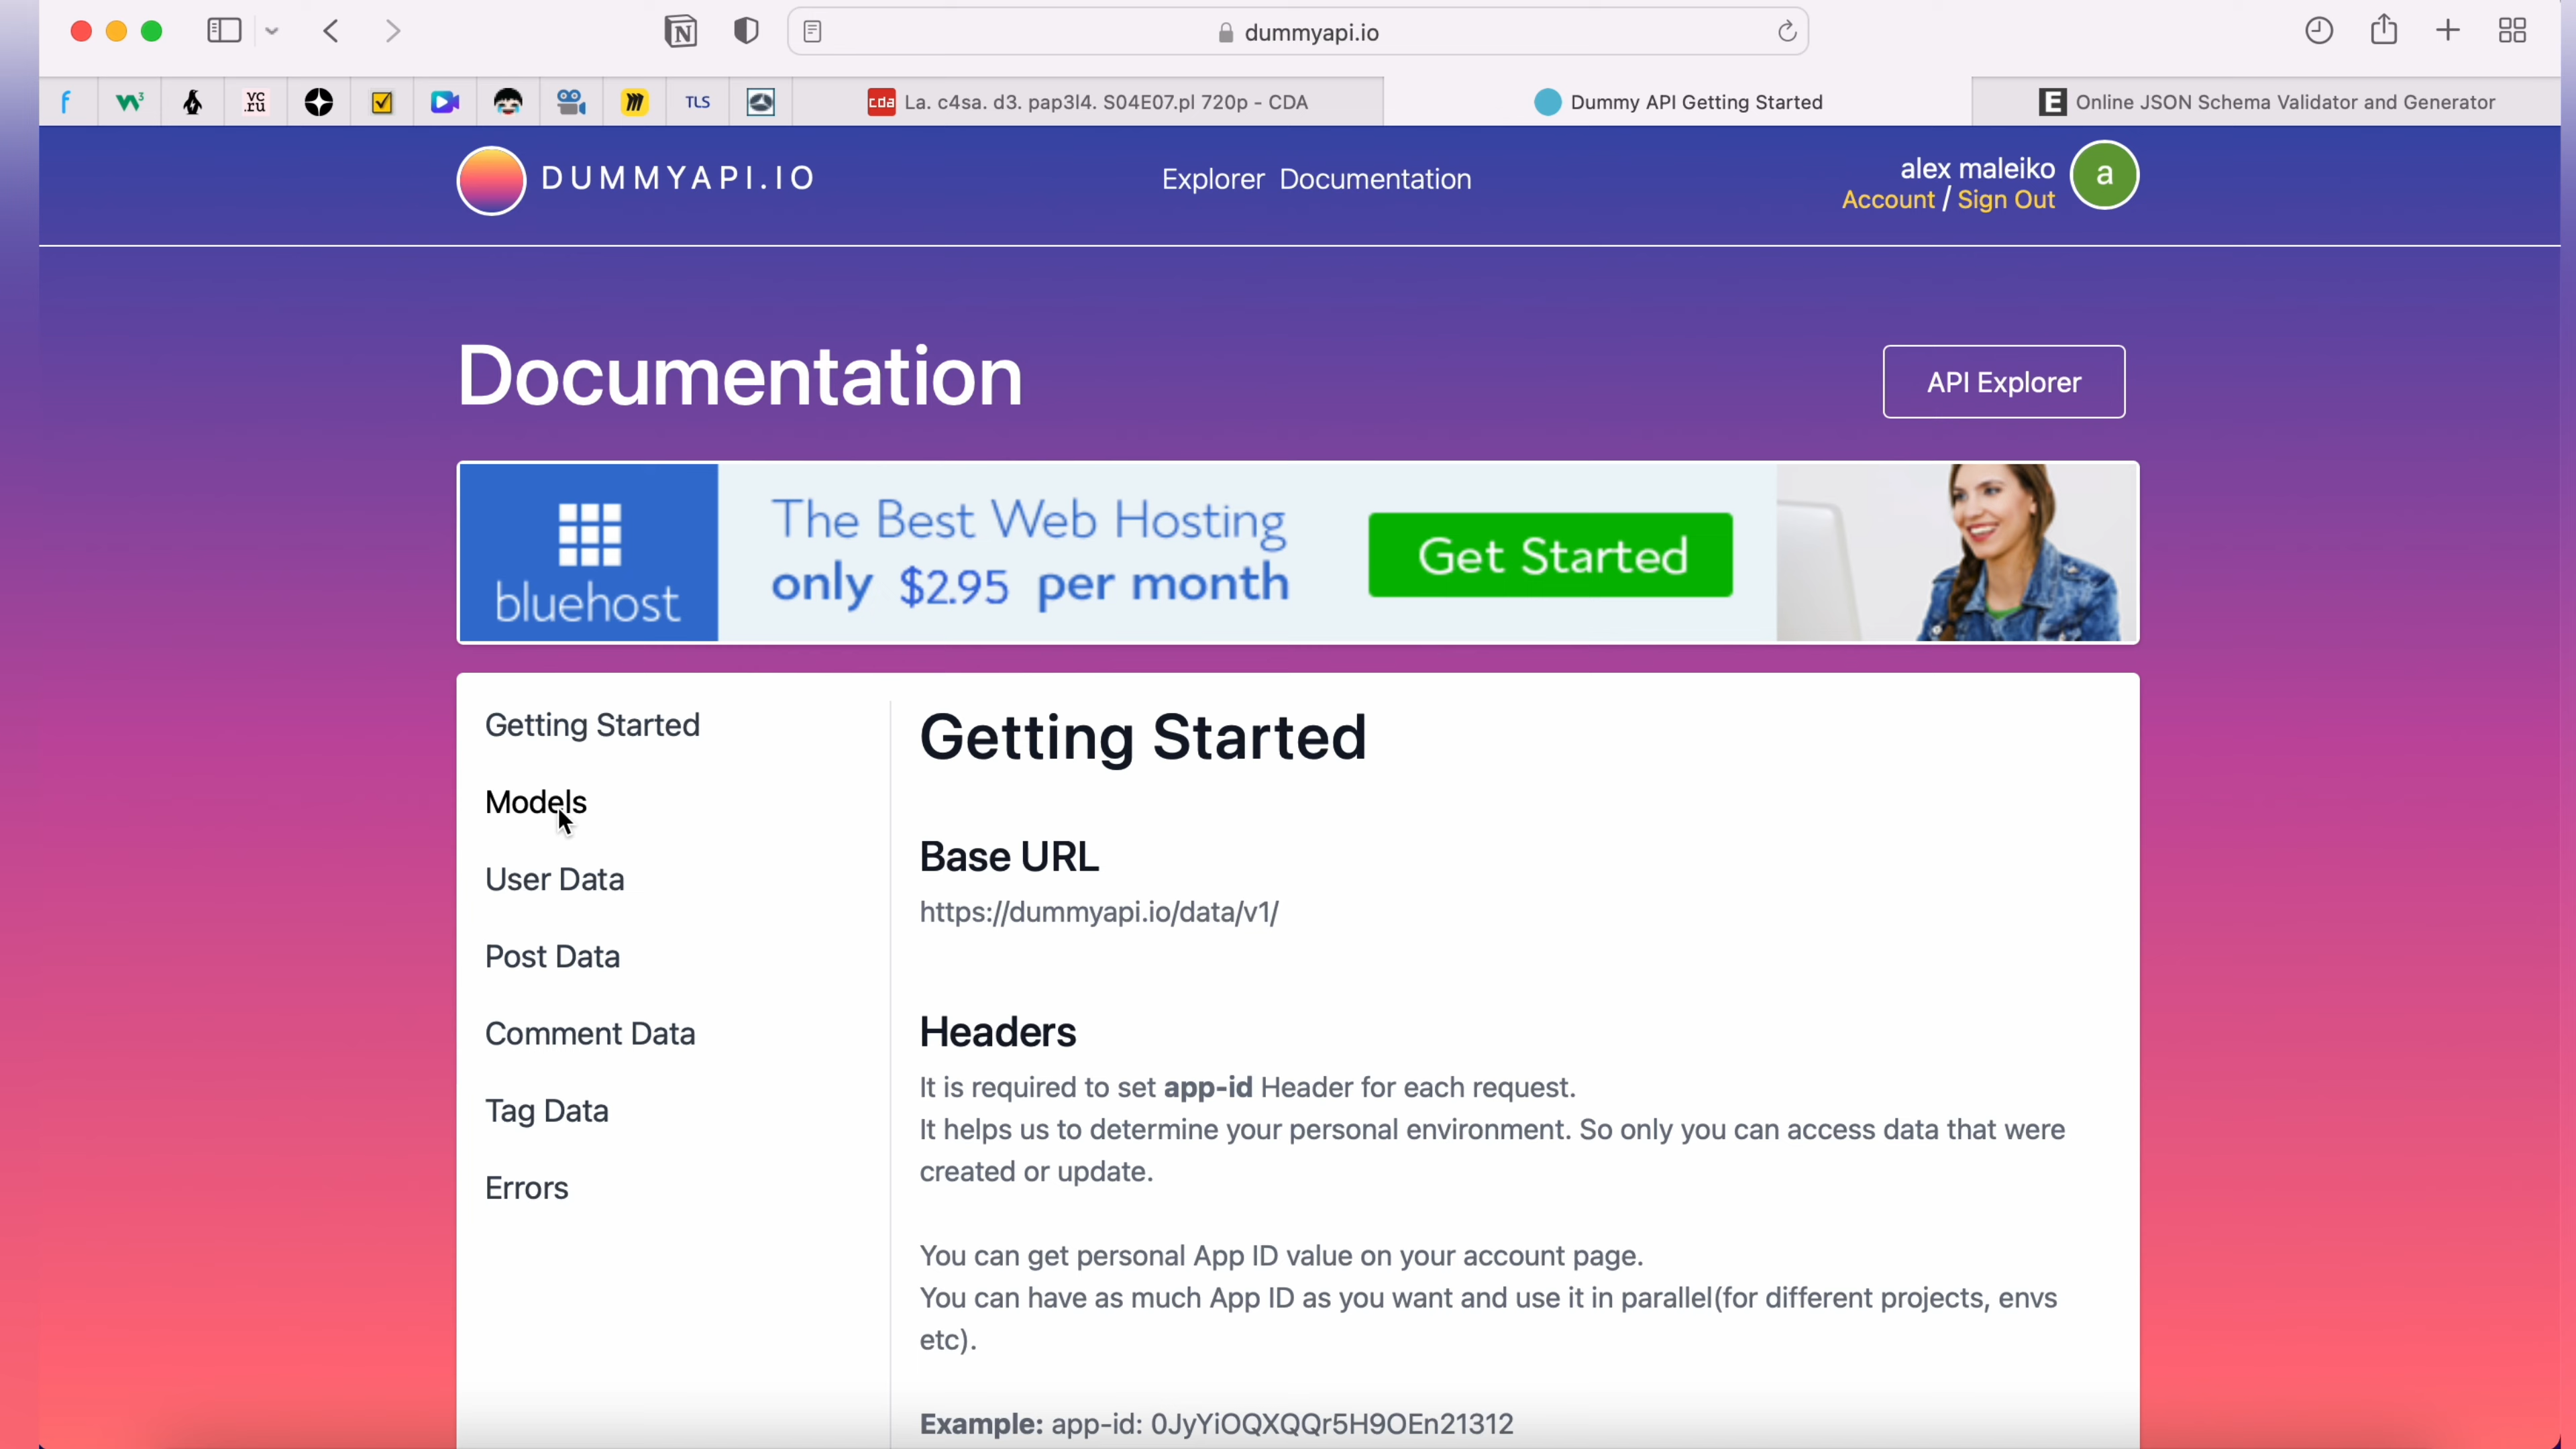 dummyapi.io
f
W3
VC
.RU
TLS
cda La. c4sa. d3. pap3l4. S04E07.pl 720p - CDA
Dummy API Getting Started
E Online JSON Schema Validator and Generator
DUMMYAPI.IO
Explorer Documentation
alex maleiko
Account / Sign Out
a
Documentation
API Explorer
bluehost
The Best Web Hosting
only $2.95 per month
Get Started
Getting Started
Models
User Data
Post Data
Comment Data
Tag Data
Errors
Getting Started
Base URL
https://dummyapi.io/data/v1/
Headers
It is required to set app-id Header for each request.
It helps us to determine your personal environment. So only you can access data that were
created or update.
You can get personal App ID value on your account page.
You can have as much App ID as you want and use it in parallel(for different projects, envs
etc).
Example: app-id: 0JyYiOQXQQr5H9OEn21312